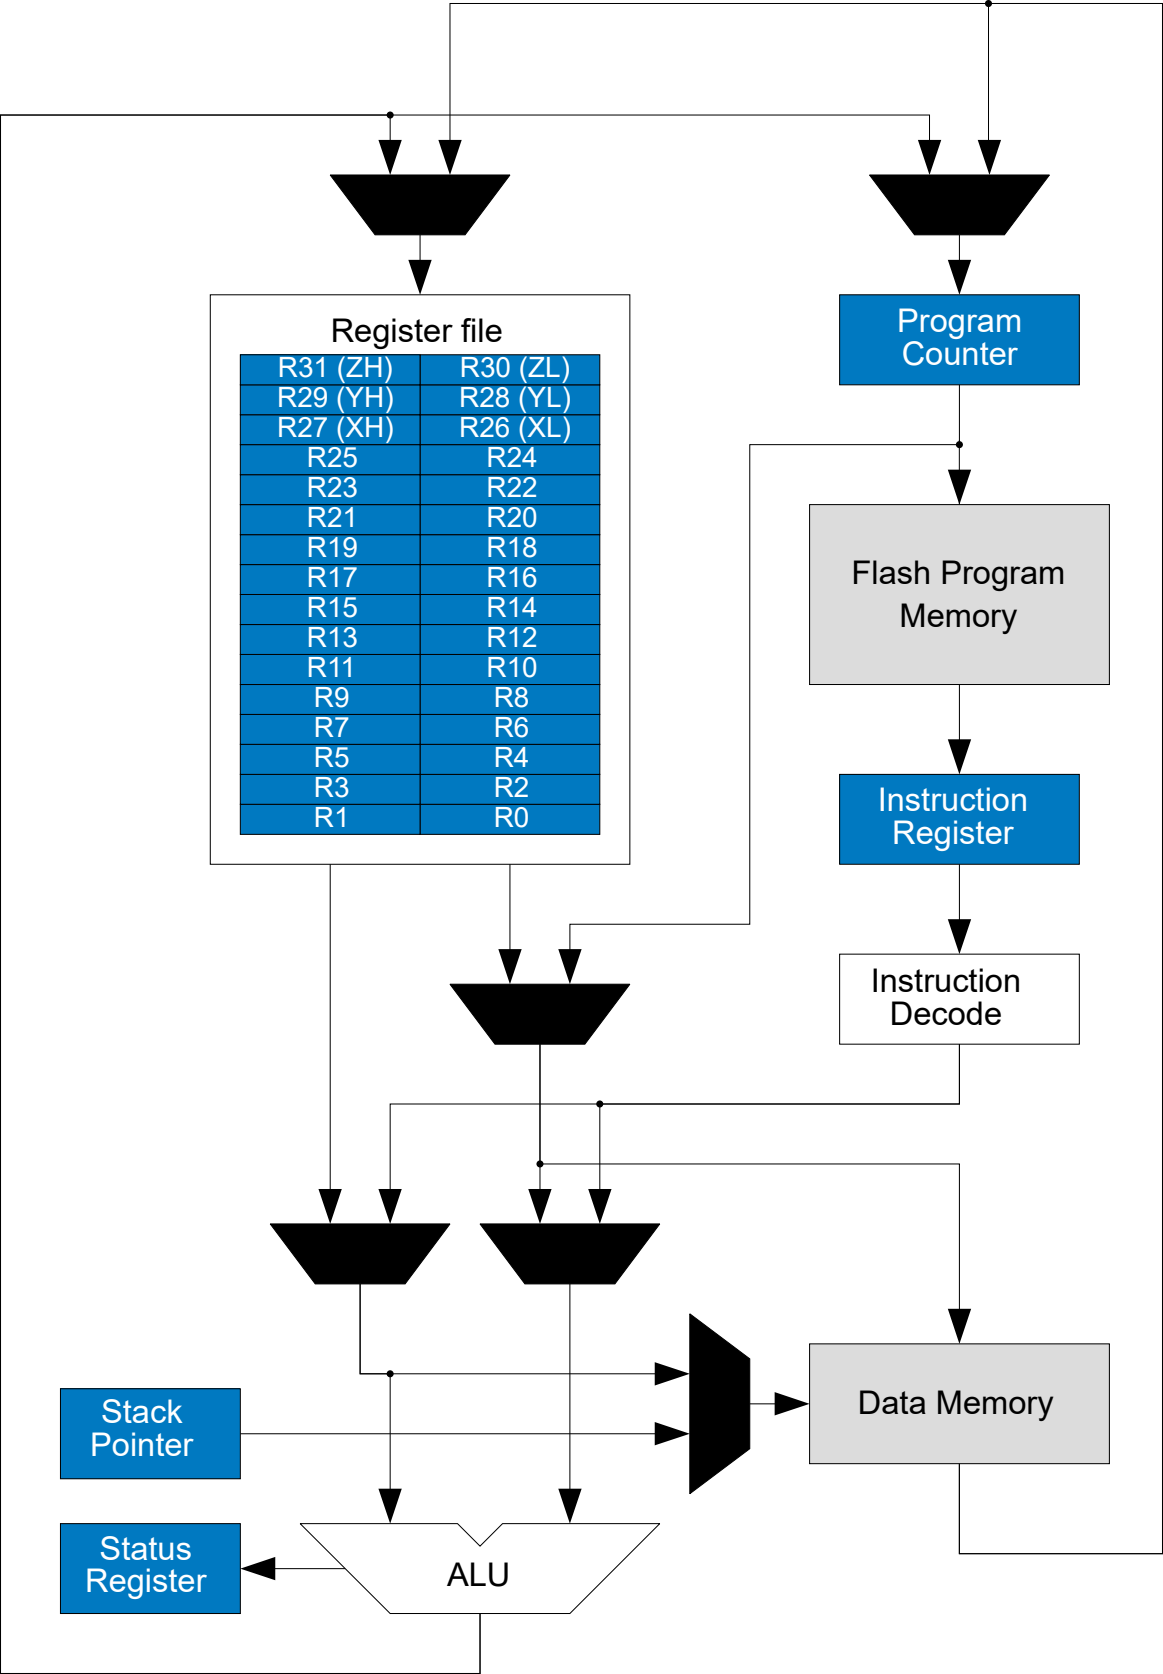 Register file
R31 (ZH) R30 (ZL)
R29 (YH) R28 (YL)
R27 (XH) R26 (XL)
R25 R24
R23 R22
R21 R20
R19 R18
R17 R16
R15 R14
R13 R12
R11 R10
R9 R8
R7 R6
R5 R4
R3 R2
R1 R0
Program
Counter
Flash Program
Memory
Instruction
Register
Instruction
Decode
Stack
Pointer
Data Memory
Status
Register
ALU